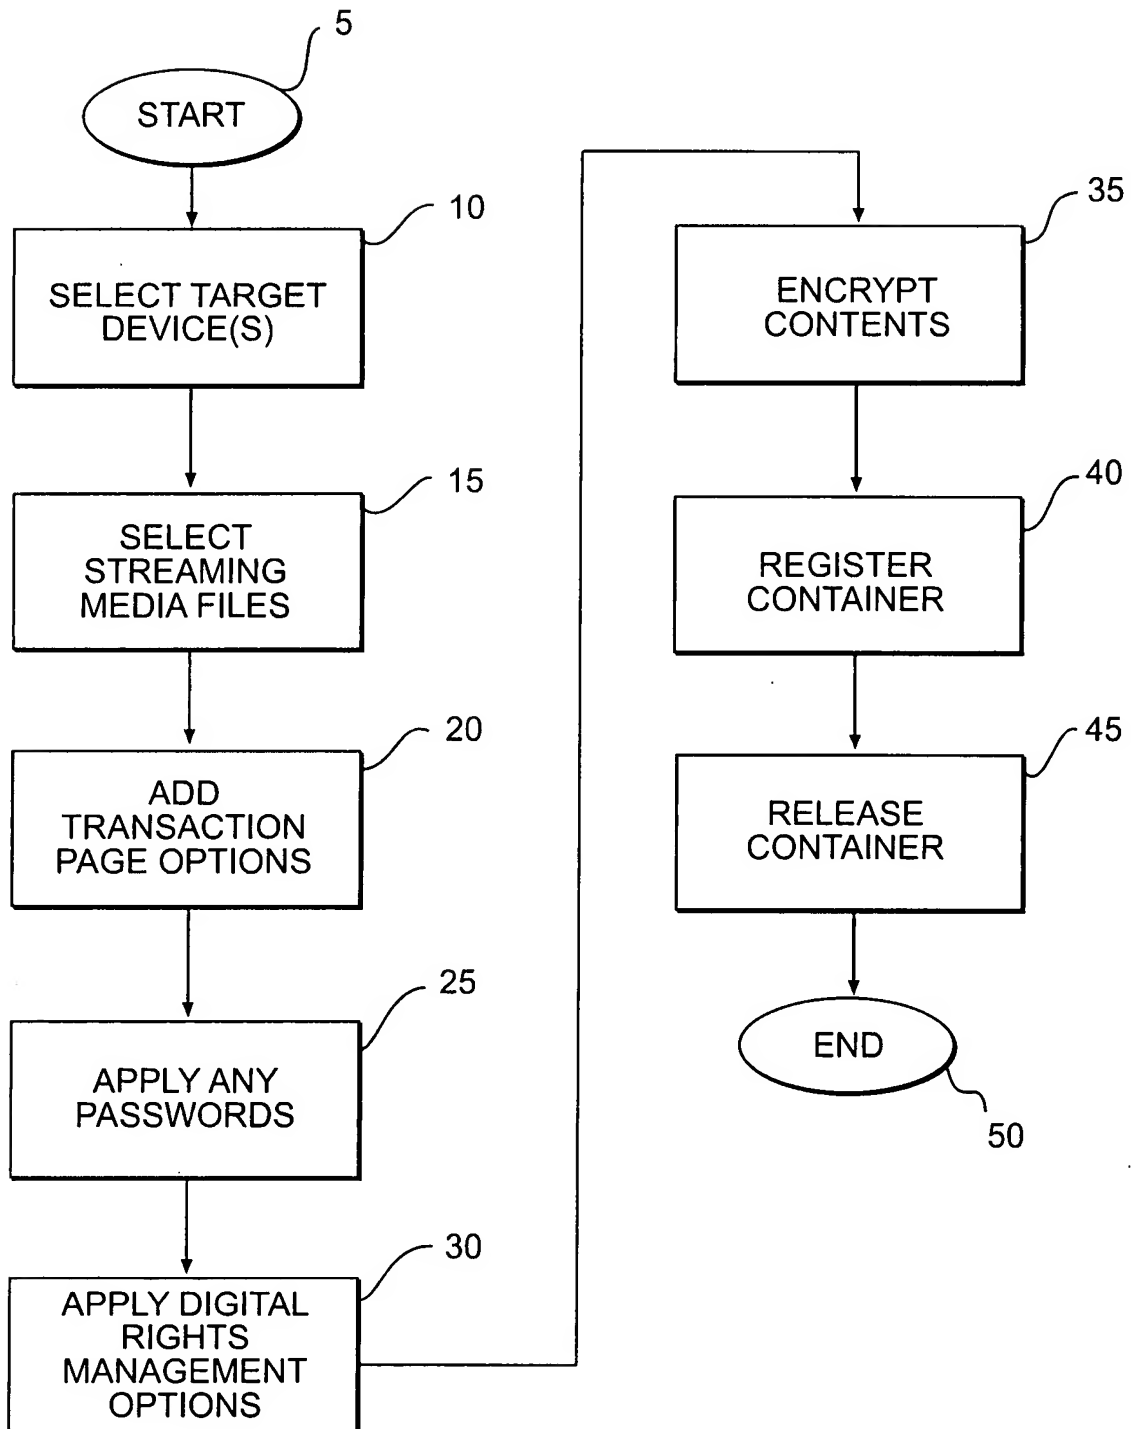 5
START
10
SELECT TARGET
DEVICE(S)
15
SELECT
STREAMING
MEDIA FILES
20
ADD
TRANSACTION
PAGE OPTIONS
25
APPLY ANY
PASSWORDS
30
APPLY DIGITAL
RIGHTS
MANAGEMENT
OPTIONS
35
ENCRYPT
CONTENTS
40
REGISTER
CONTAINER
45
RELEASE
CONTAINER
END
50